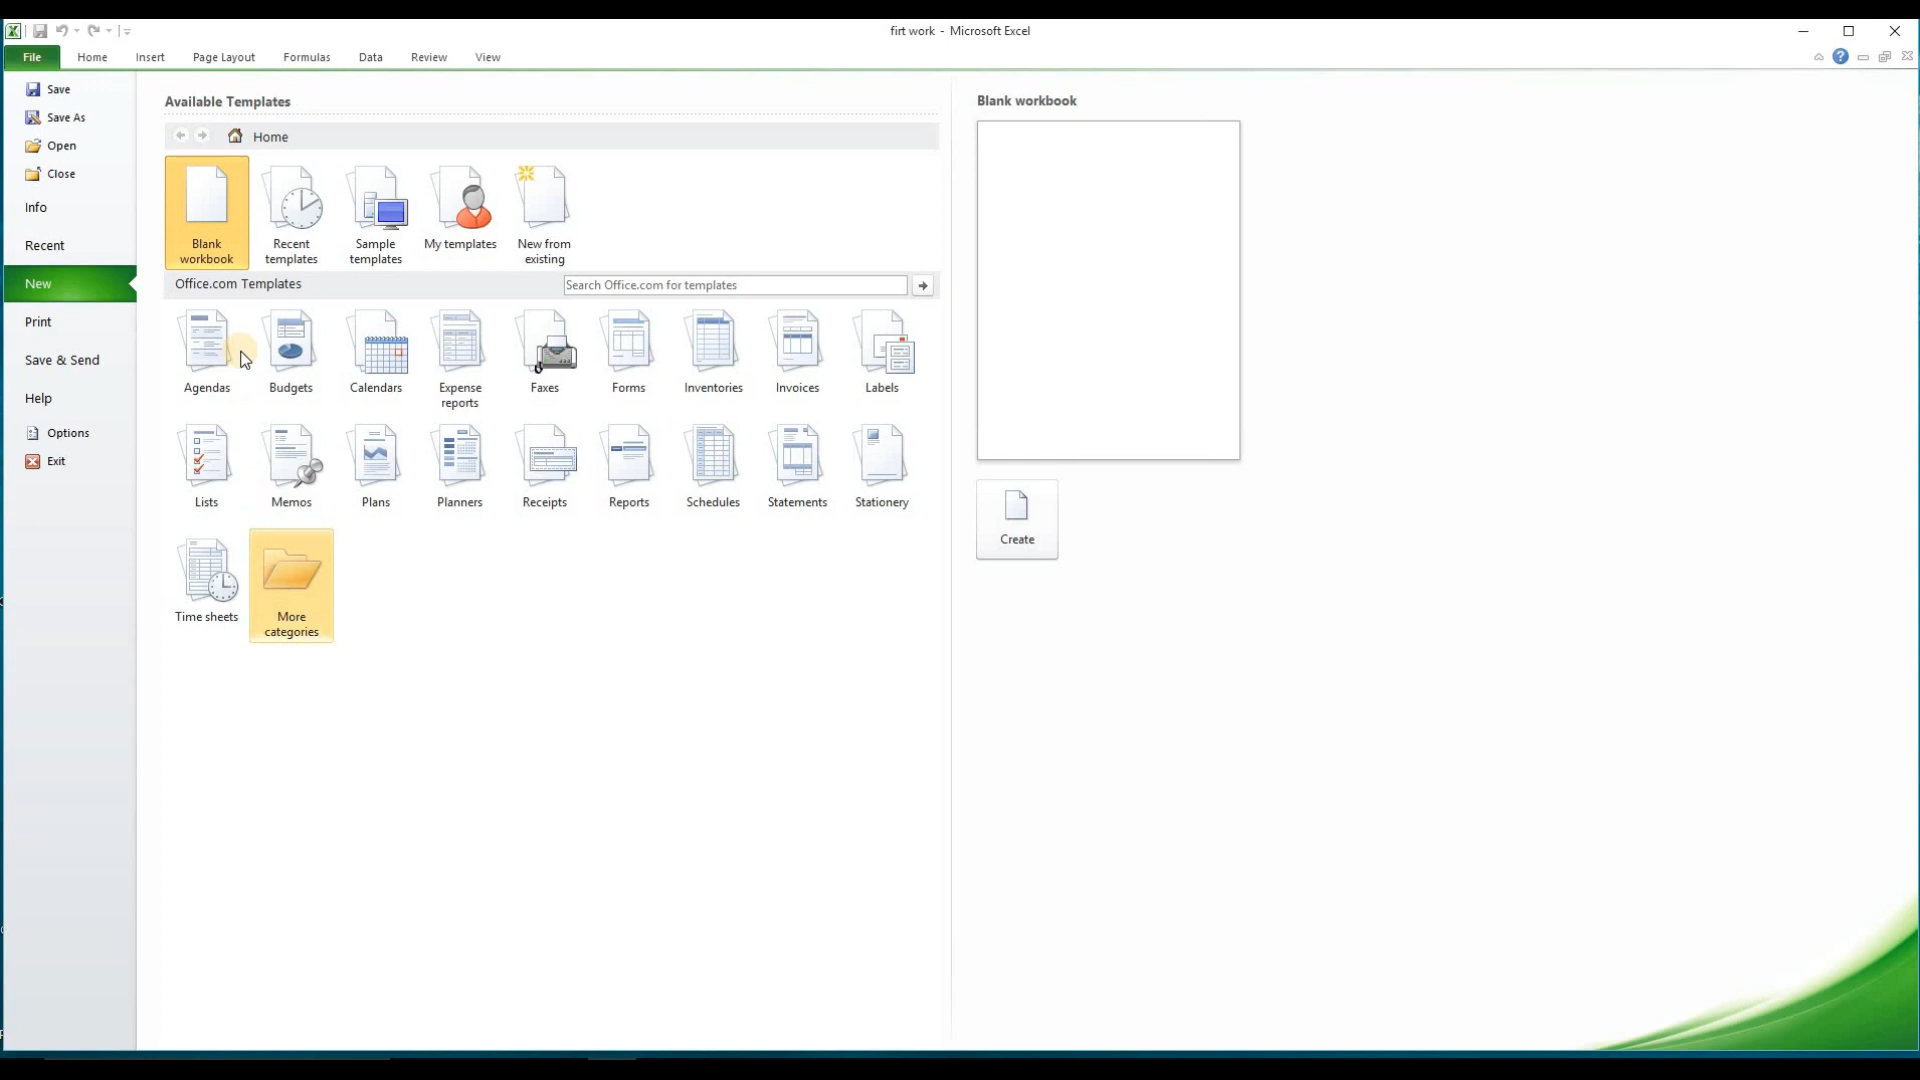 firt work - Microsoft Excel
File Home Insert Page Layout Formulas Data Review View
Save
Save As
Open
Close
Info
Recent
New
Print
Save & Send
Help
Options
Exit
Available Templates
Home
Blank workbook
Recent templates
Sample templates
My templates
New from existing
Office.com Templates
Search Office.com for templates
Agendas
Budgets
Calendars
Expense reports
Faxes
Forms
Inventories
Invoices
Labels
Lists
Memos
Plans
Planners
Receipts
Reports
Schedules
Statements
Stationery
Time sheets
More categories
Blank workbook
Create